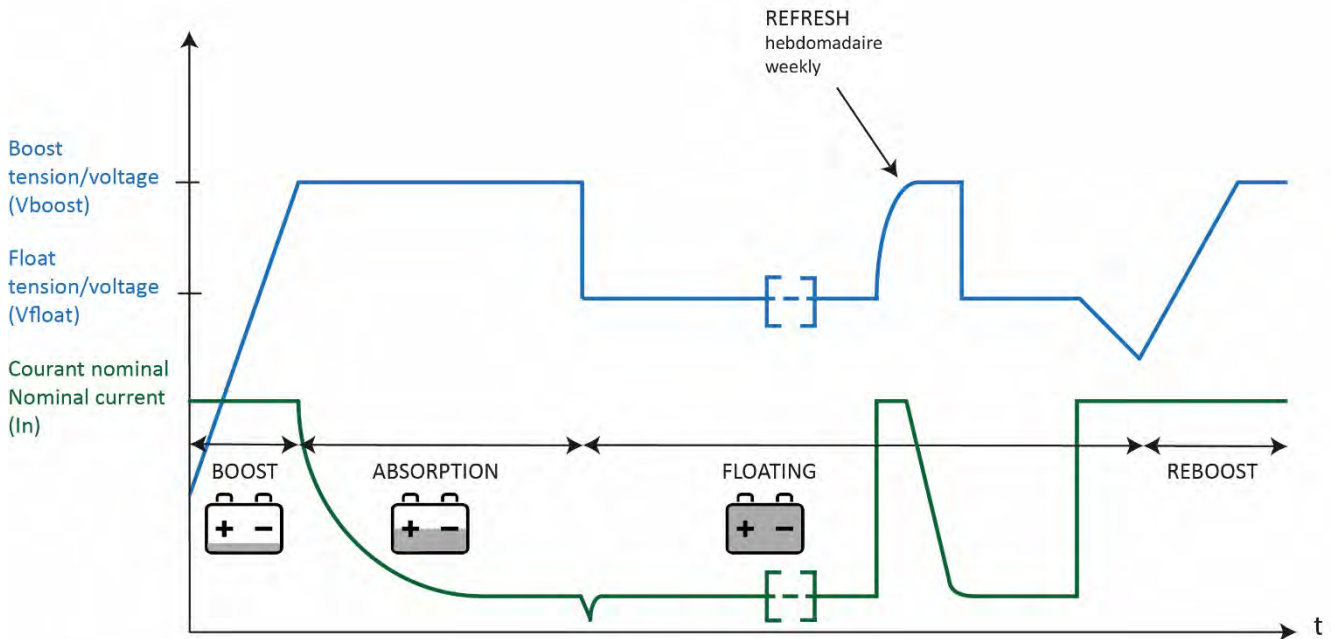 REFRESH
hebdomadaire
weekly
Boost
tension/voltage
(Vboost)
Float
tension/voltage
(Vfloat)
Courant nominal
Nominal current
(In)
BOOST
ABSORPTION
FLOATING
REBOOST
+ −
+ −
+ −
t